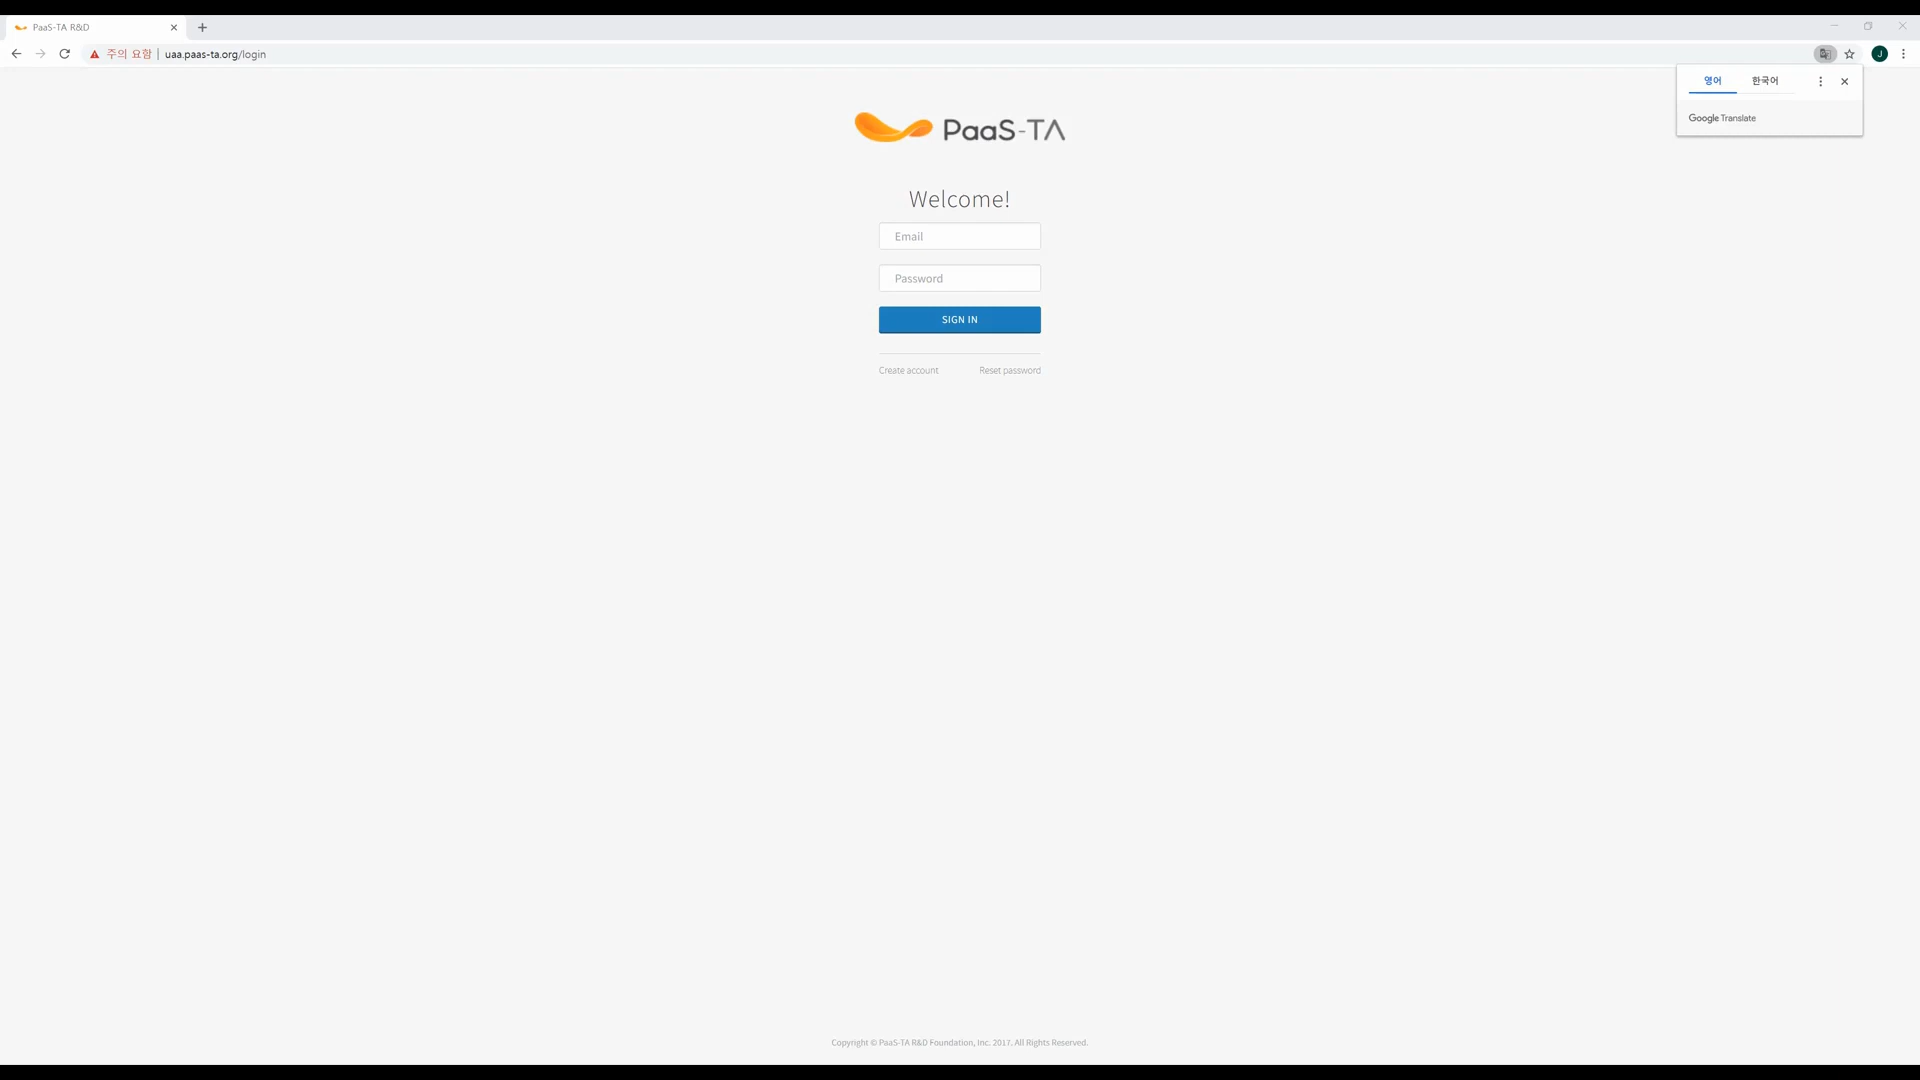 PaaS-TA R&D
주의 요함 | uaa.paas-ta.org/login
J
영어 한국어
Google Translate
PaaS-TA
Welcome!
Email
Password
SIGN IN
Create account Reset password
Copyright © PaaS-TA R&D Foundation, Inc. 2017. All Rights Reserved.